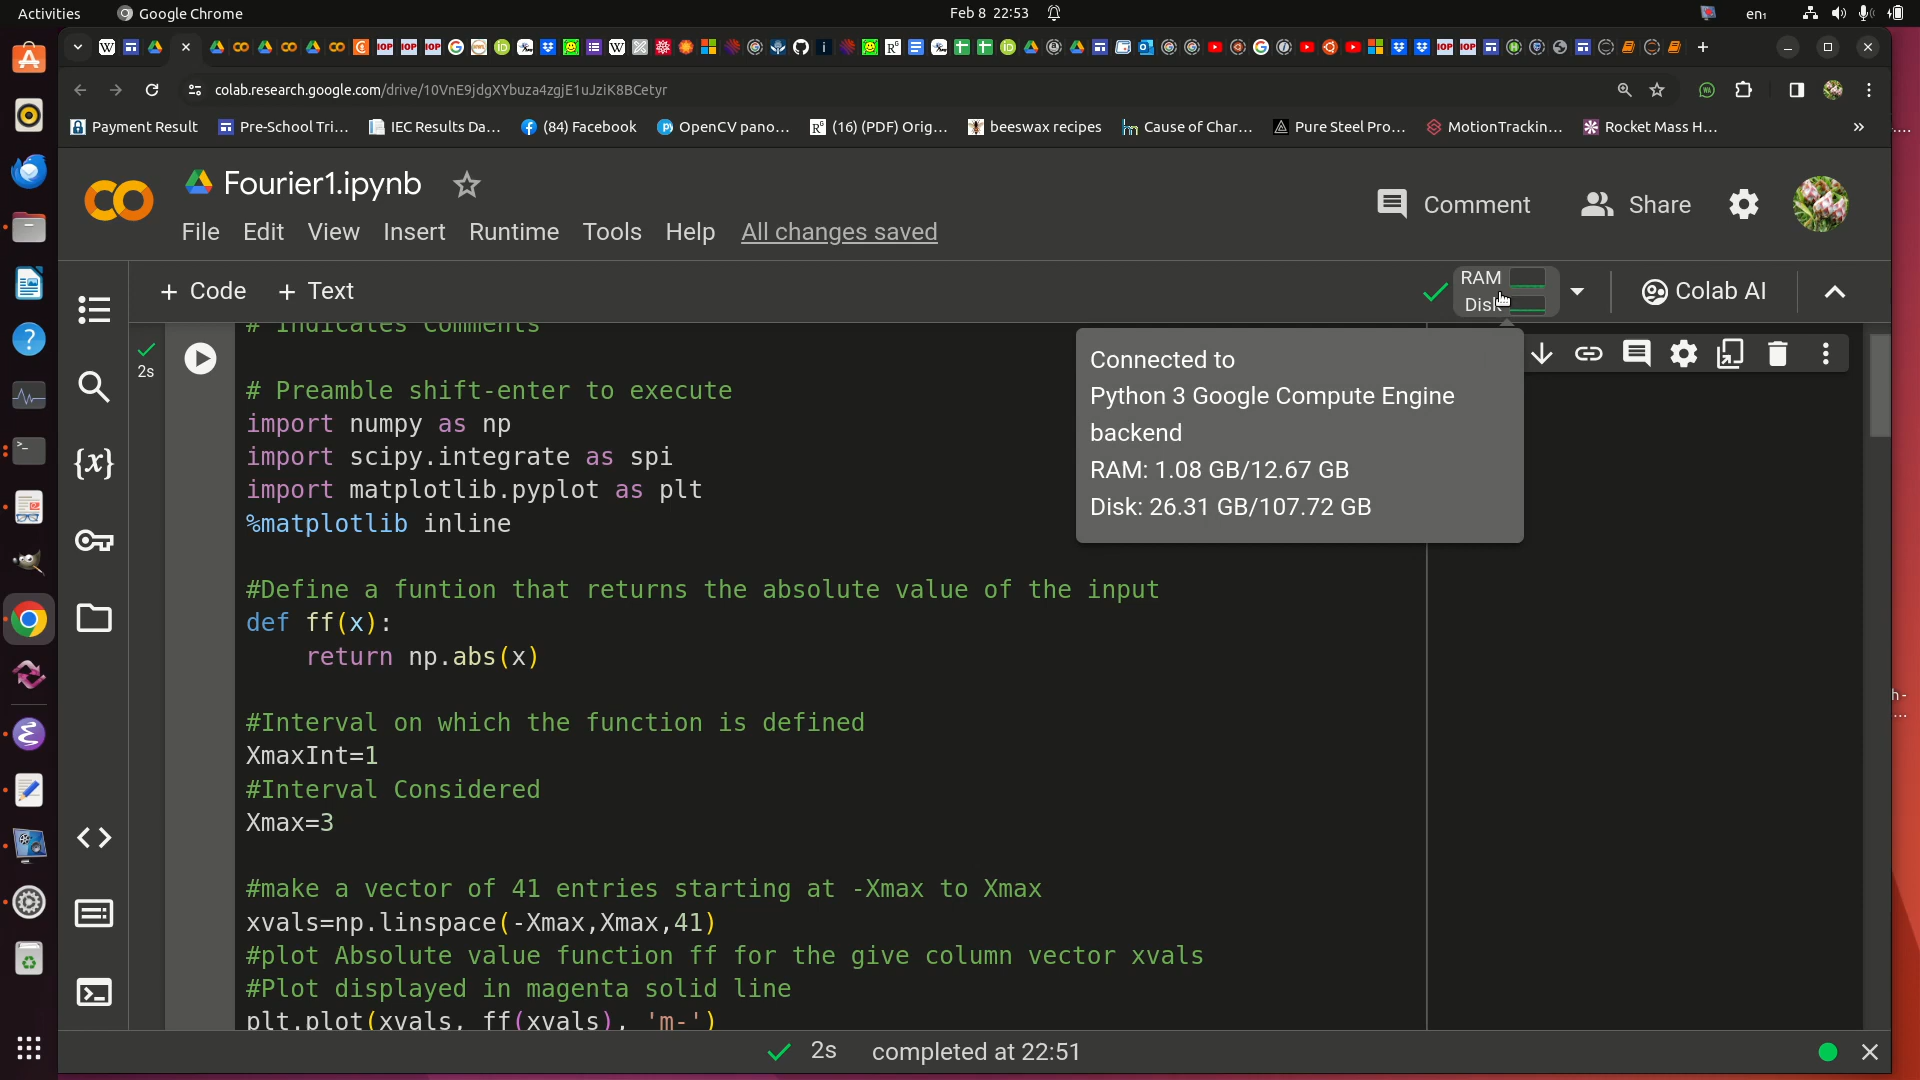 Activities
Google Chrome
Feb 8 22:53
en1
colab.research.google.com/drive/10VnE9jdgXYbuza4zgjE1uJziK8BCetyr
Payment Result
Pre-School Tri...
IEC Results Da...
(84) Facebook
OpenCV pano...
(16) (PDF) Orig...
beeswax recipes
Cause of Char...
Pure Steel Pro...
MotionTrackin...
Rocket Mass H...
»
Fourier1.ipynb
Comment
Share
File Edit View Insert Runtime Tools Help All changes saved
+ Code + Text
RAM
Disk
Colab AI
# Indicates Comments
2s
Connected to
Python 3 Google Compute Engine
backend
RAM: 1.08 GB/12.67 GB
Disk: 26.31 GB/107.72 GB
# Preamble shift-enter to execute
import numpy as np
import scipy.integrate as spi
import matplotlib.pyplot as plt
%matplotlib inline
#Define a funtion that returns the absolute value of the input
def ff(x):
    return np.abs(x)
#Interval on which the function is defined
XmaxInt=1
#Interval Considered
Xmax=3
#make a vector of 41 entries starting at -Xmax to Xmax
xvals=np.linspace(-Xmax,Xmax,41)
#plot Absolute value function ff for the give column vector xvals
#Plot displayed in magenta solid line
plt.plot(xvals, ff(xvals), 'm-')
2s completed at 22:51
h-
...